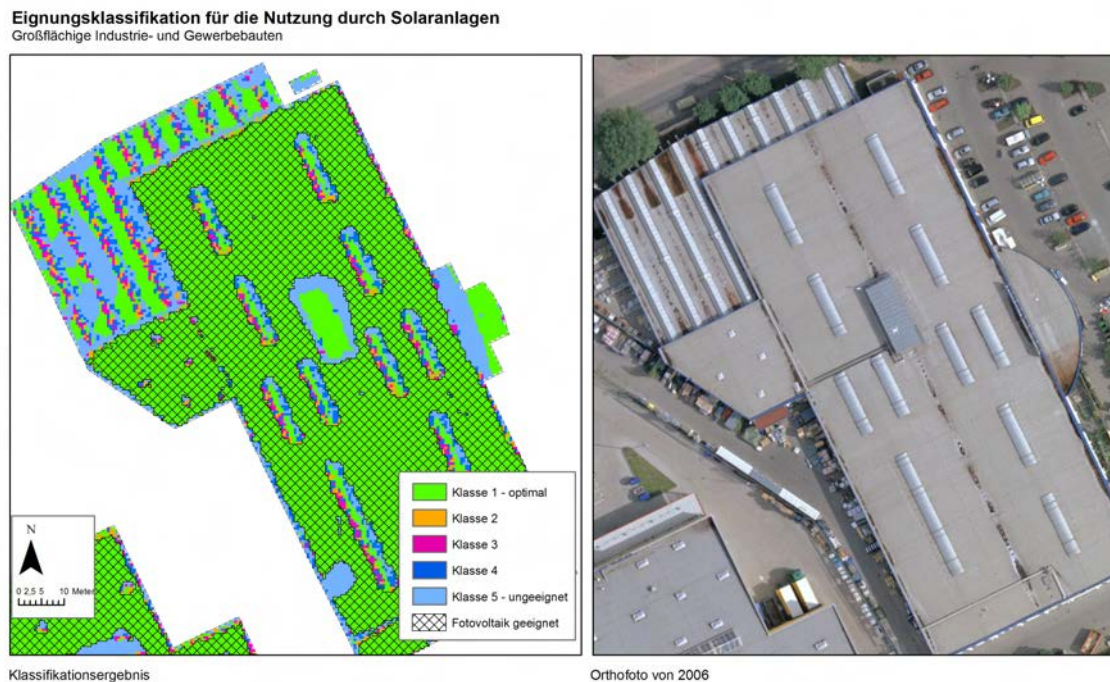 Eignungsklassifikation für die Nutzung durch Solaranlagen
Großflächige Industrie- und Gewerbebauten
Klasse 1 - optimal
Klasse 2
Klasse 3
Klasse 4
Klasse 5 - ungeeignet
Fotovoltaik geeignet
N
0 2,5 5 10 Meter
Klassifikationsergebnis
Orthofoto von 2006